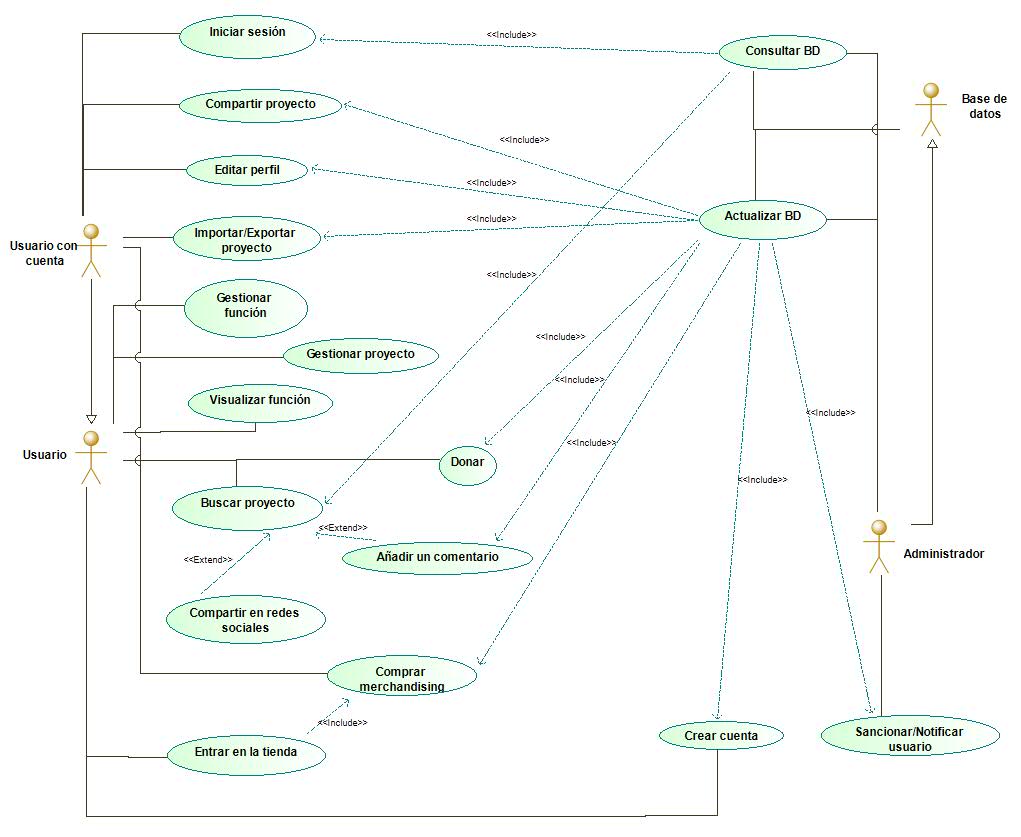 Iniciar sesión
<<Include>>
Consultar BD
Base de
datos
Compartir proyecto
<<Include>>
Editar perfil
<<Include>>
Actualizar BD
<<Include>>
Usuario con
cuenta
Importar/Exportar
proyecto
<<Include>>
Gestionar
función
<<Include>>
Gestionar proyecto
<<Include>>
Visualizar función
<<Include>>
<<Include>>
Usuario
Donar
<<Include>>
Buscar proyecto
<<Extend>>
Añadir un comentario
Administrador
<<Extend>>
Compartir en redes
sociales
Comprar
merchandising
<<Include>>
Entrar en la tienda
Crear cuenta
Sancionar/Notificar
usuario